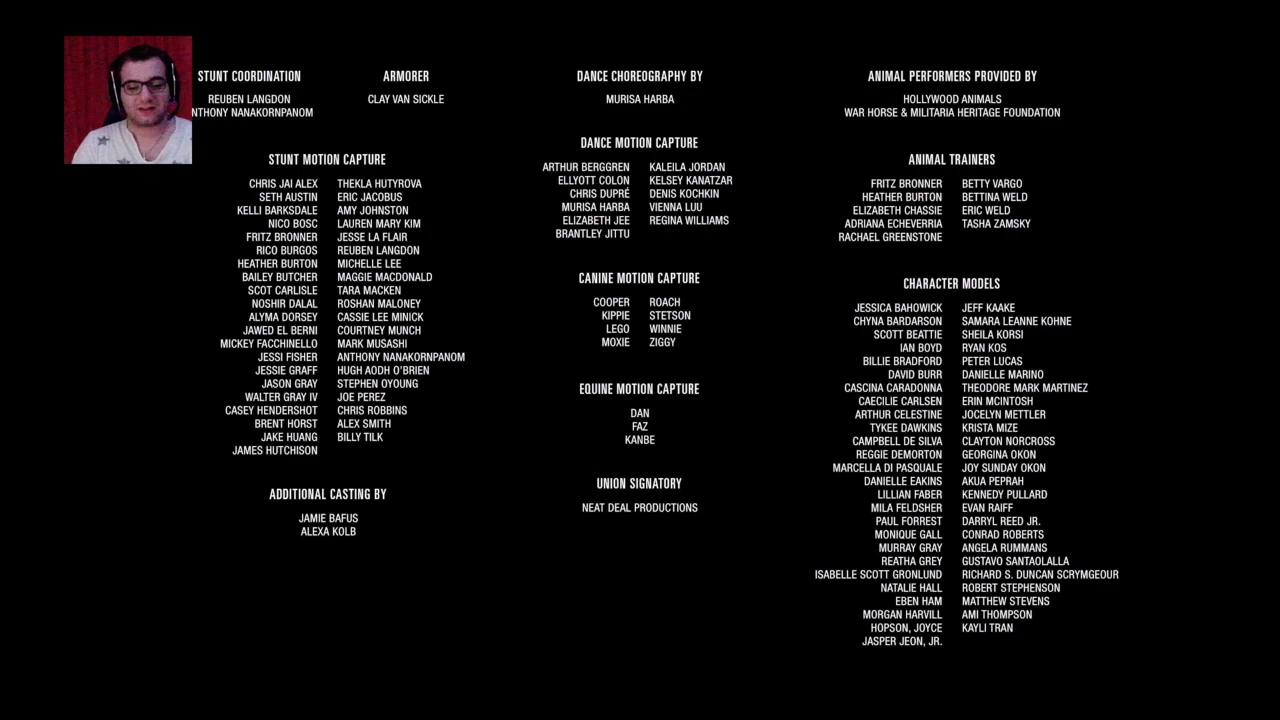 STUNT COORDINATION
REUBEN LANGDON
NTHONY NANAKORNPANOM
ARMORER
CLAY VAN SICKLE
STUNT MOTION CAPTURE
CHRIS JAI ALEX THEKLA HUTYROVA
SETH AUSTIN ERIC JACOBUS
KELLI BARKSDALE AMY JOHNSTON
NICO BOSC LAUREN MARY KIM
FRITZ BRONNER JESSE LA FLAIR
RICO BURGOS REUBEN LANGDON
HEATHER BURTON MICHELLE LEE
BAILEY BUTCHER MAGGIE MACDONALD
SCOT CARLISLE TARA MACKEN
NOSHIR DALAL ROSHAN MALONEY
ALYMA DORSEY CASSIE LEE MINICK
JAWED EL BERNI COURTNEY MUNCH
MICKEY FACCHINELLO MARK MUSASHI
JESSI FISHER ANTHONY NANAKORNPANOM
JESSIE GRAFF HUGH AODH O'BRIEN
JASON GRAY STEPHEN OYOUNG
WALTER GRAY IV JOE PEREZ
CASEY HENDERSHOT CHRIS ROBBINS
BRENT HORST ALEX SMITH
JAKE HUANG BILLY TILK
JAMES HUTCHISON
ADDITIONAL CASTING BY
JAMIE BAFUS
ALEXA KOLB
DANCE CHOREOGRAPHY BY
MURISA HARBA
DANCE MOTION CAPTURE
ARTHUR BERGGREN KALEILA JORDAN
ELLYOTT COLON KELSEY KANATZAR
CHRIS DUPRÉ DENIS KOCHKIN
MURISA HARBA VIENNA LUU
ELIZABETH JEE REGINA WILLIAMS
BRANTLEY JITTU
CANINE MOTION CAPTURE
COOPER ROACH
KIPPIE STETSON
LEGO WINNIE
MOXIE ZIGGY
EQUINE MOTION CAPTURE
DAN
FAZ
KANBE
UNION SIGNATORY
NEAT DEAL PRODUCTIONS
ANIMAL PERFORMERS PROVIDED BY
HOLLYWOOD ANIMALS
WAR HORSE & MILITARIA HERITAGE FOUNDATION
ANIMAL TRAINERS
FRITZ BRONNER BETTY VARGO
HEATHER BURTON BETTINA WELD
ELIZABETH CHASSIE ERIC WELD
ADRIANA ECHEVERRIA TASHA ZAMSKY
RACHAEL GREENSTONE
CHARACTER MODELS
JESSICA BAHOWICK JEFF KAAKE
CHYNA BARDARSON SAMARA LEANNE KOHNE
SCOTT BEATTIE SHEILA KORSI
IAN BOYD RYAN KOS
BILLIE BRADFORD PETER LUCAS
DAVID BURR DANIELLE MARINO
CASCINA CARADONNA THEODORE MARK MARTINEZ
CAECILIE CARLSEN ERIN MCINTOSH
ARTHUR CELESTINE JOCELYN METTLER
TYKEE DAWKINS KRISTA MIZE
CAMPBELL DE SILVA CLAYTON NORCROSS
REGGIE DEMORTON GEORGINA OKON
MARCELLA DI PASQUALE JOY SUNDAY OKON
DANIELLE EAKINS AKUA PEPRAH
LILLIAN FABER KENNEDY PULLARD
MILA FELDSHER EVAN RAIFF
PAUL FORREST DARRYL REED JR.
MONIQUE GALL CONRAD ROBERTS
MURRAY GRAY ANGELA RUMMANS
REATHA GREY GUSTAVO SANTAOLALLA
ISABELLE SCOTT GRONLUND RICHARD S. DUNCAN SCRYMGEOUR
NATALIE HALL ROBERT STEPHENSON
EBEN HAM MATTHEW STEVENS
MORGAN HARVILL AMI THOMPSON
HOPSON, JOYCE KAYLI TRAN
JASPER JEON, JR.